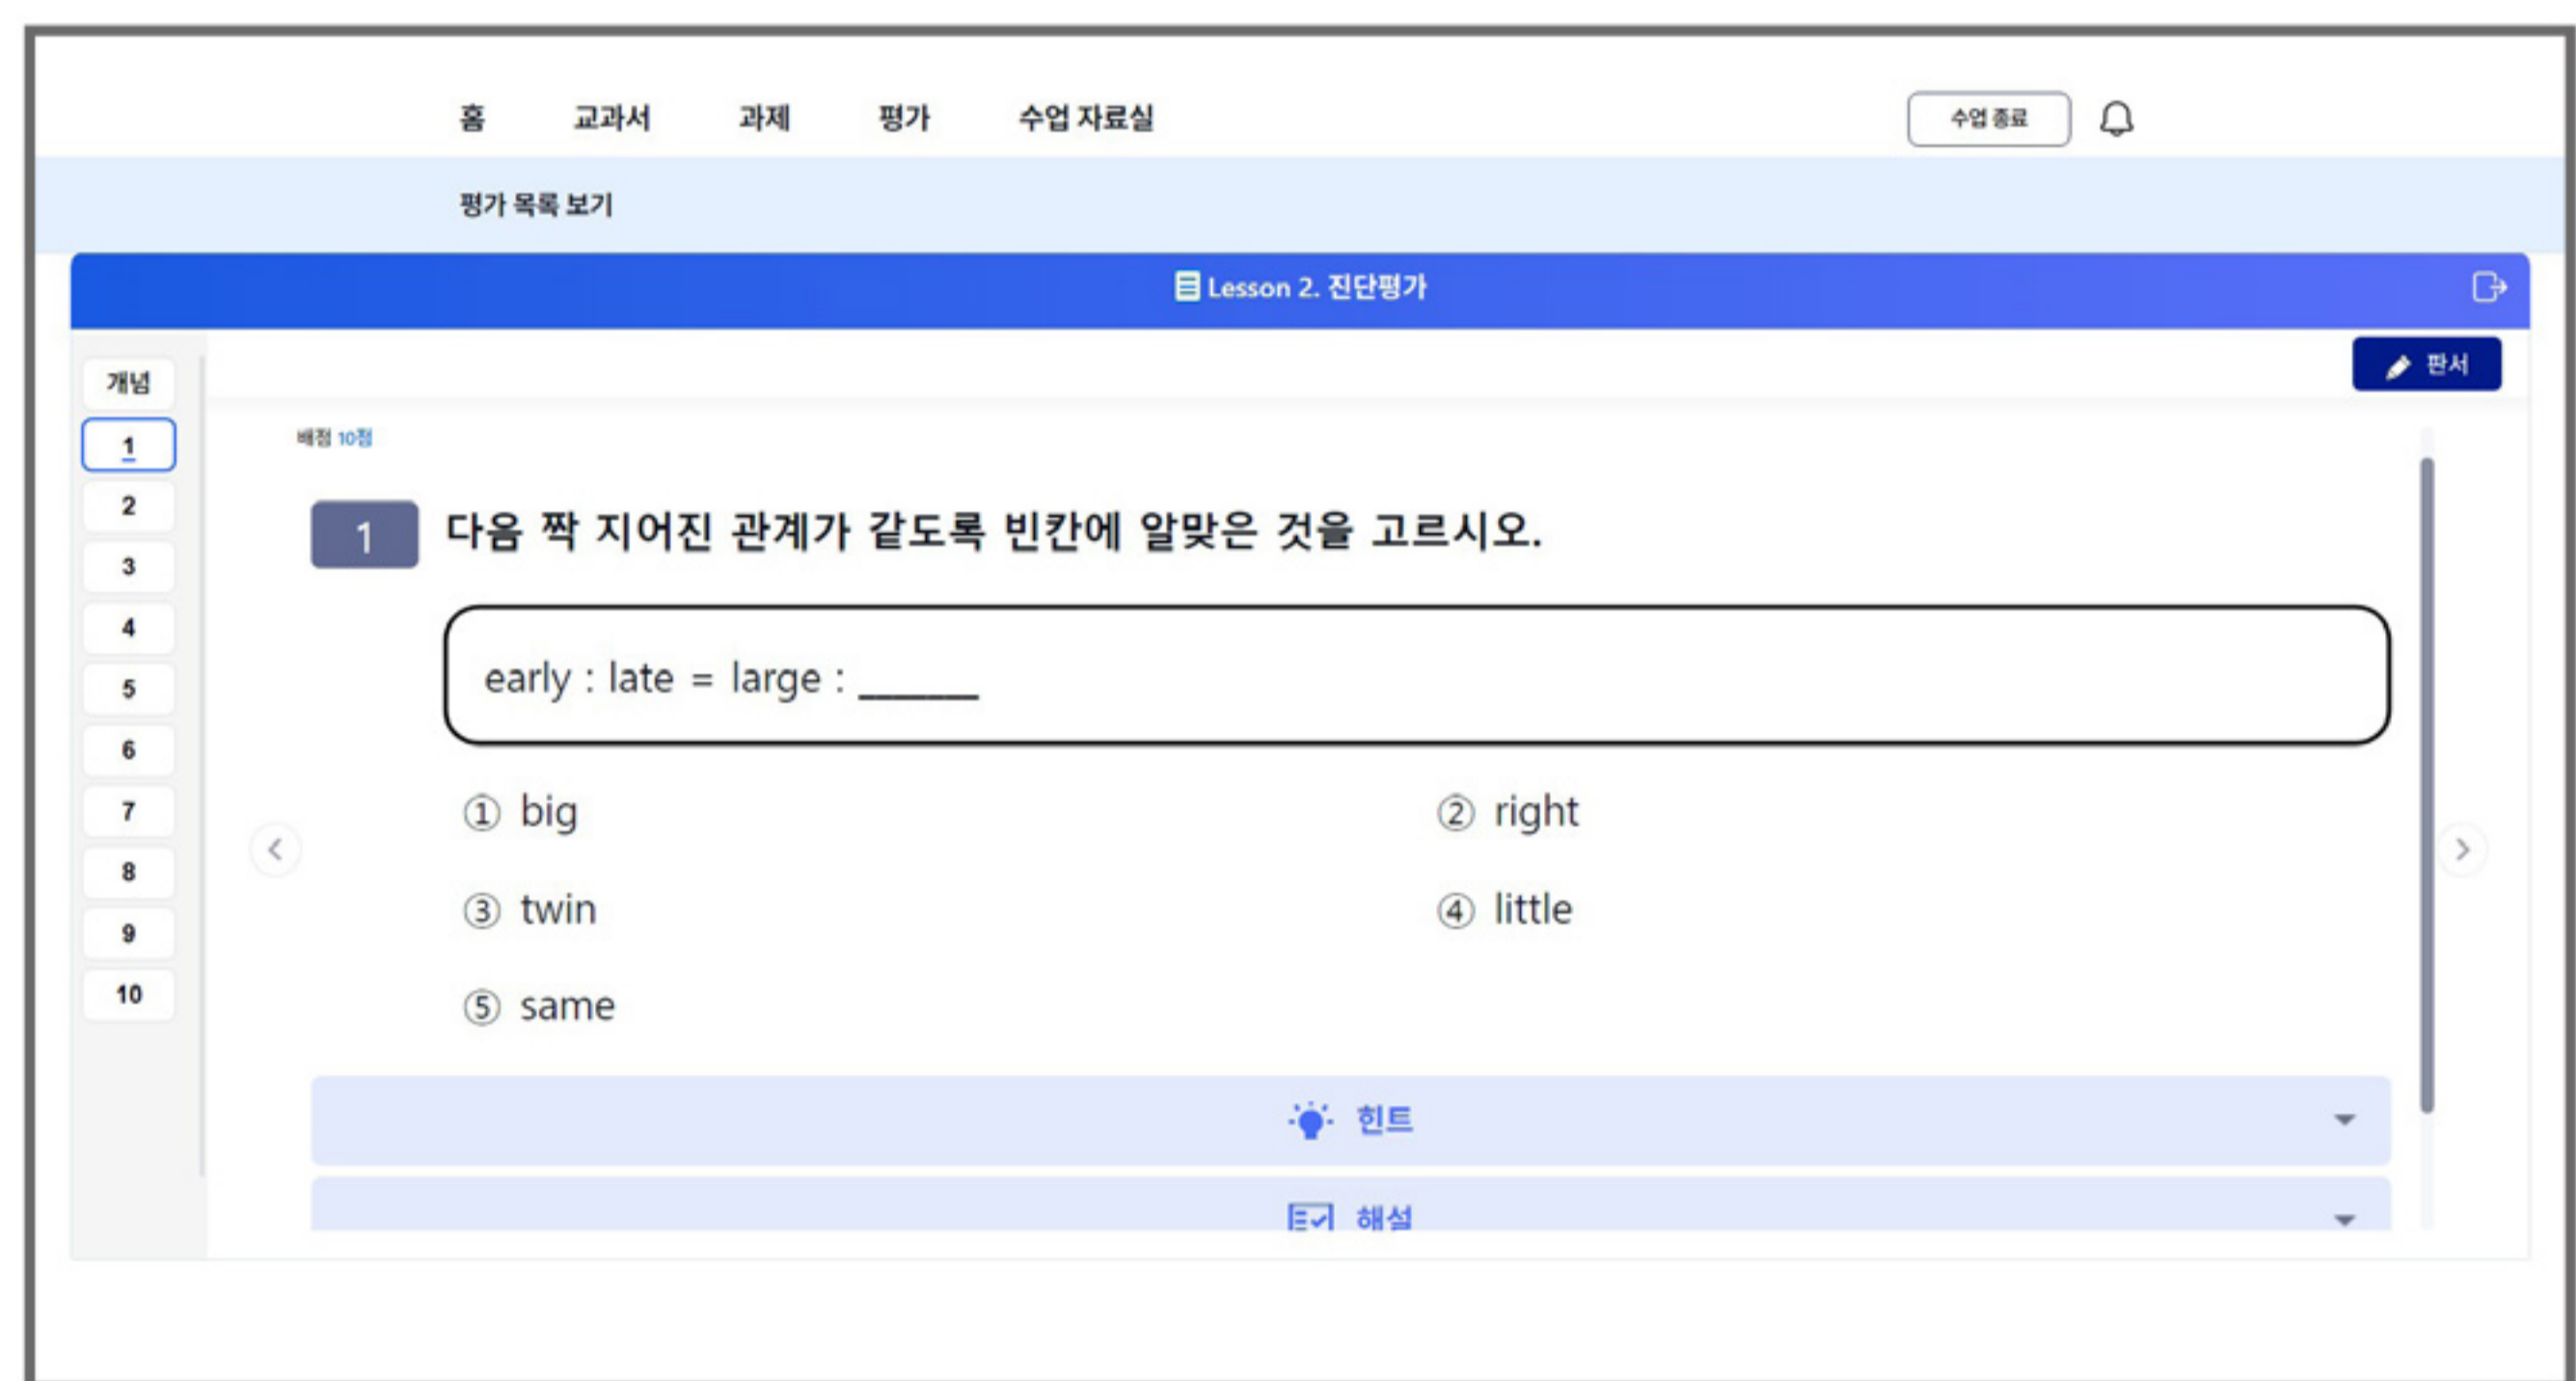 홈 교과서 과제 평가 수업 자료실 수업 종료
평가 목록 보기
Lesson 2. 진단평가
판서
개념
1
2
3
4
5
6
7
8
9
10
배점 10점
1 다음 짝 지어진 관계가 같도록 빈칸에 알맞은 것을 고르시오.
early : late = large : ______
① big ② right
③ twin ④ little
⑤ same
힌트
해설